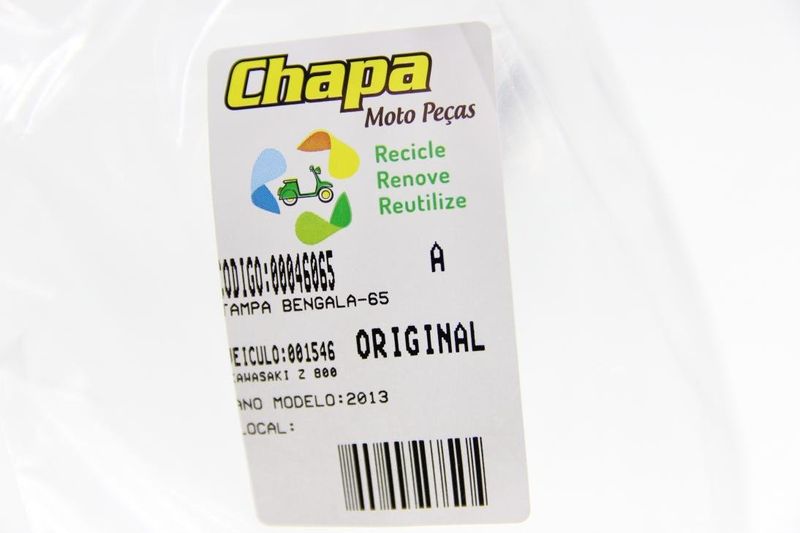 Chapa
Moto Peças
Recicle
Renove
Reutilize
CODIGO:00046065
A
TAMPA BENGALA-65
VEICULO:001546
ORIGINAL
KAWASAKI Z 800
ANO MODELO:2013
LOCAL: